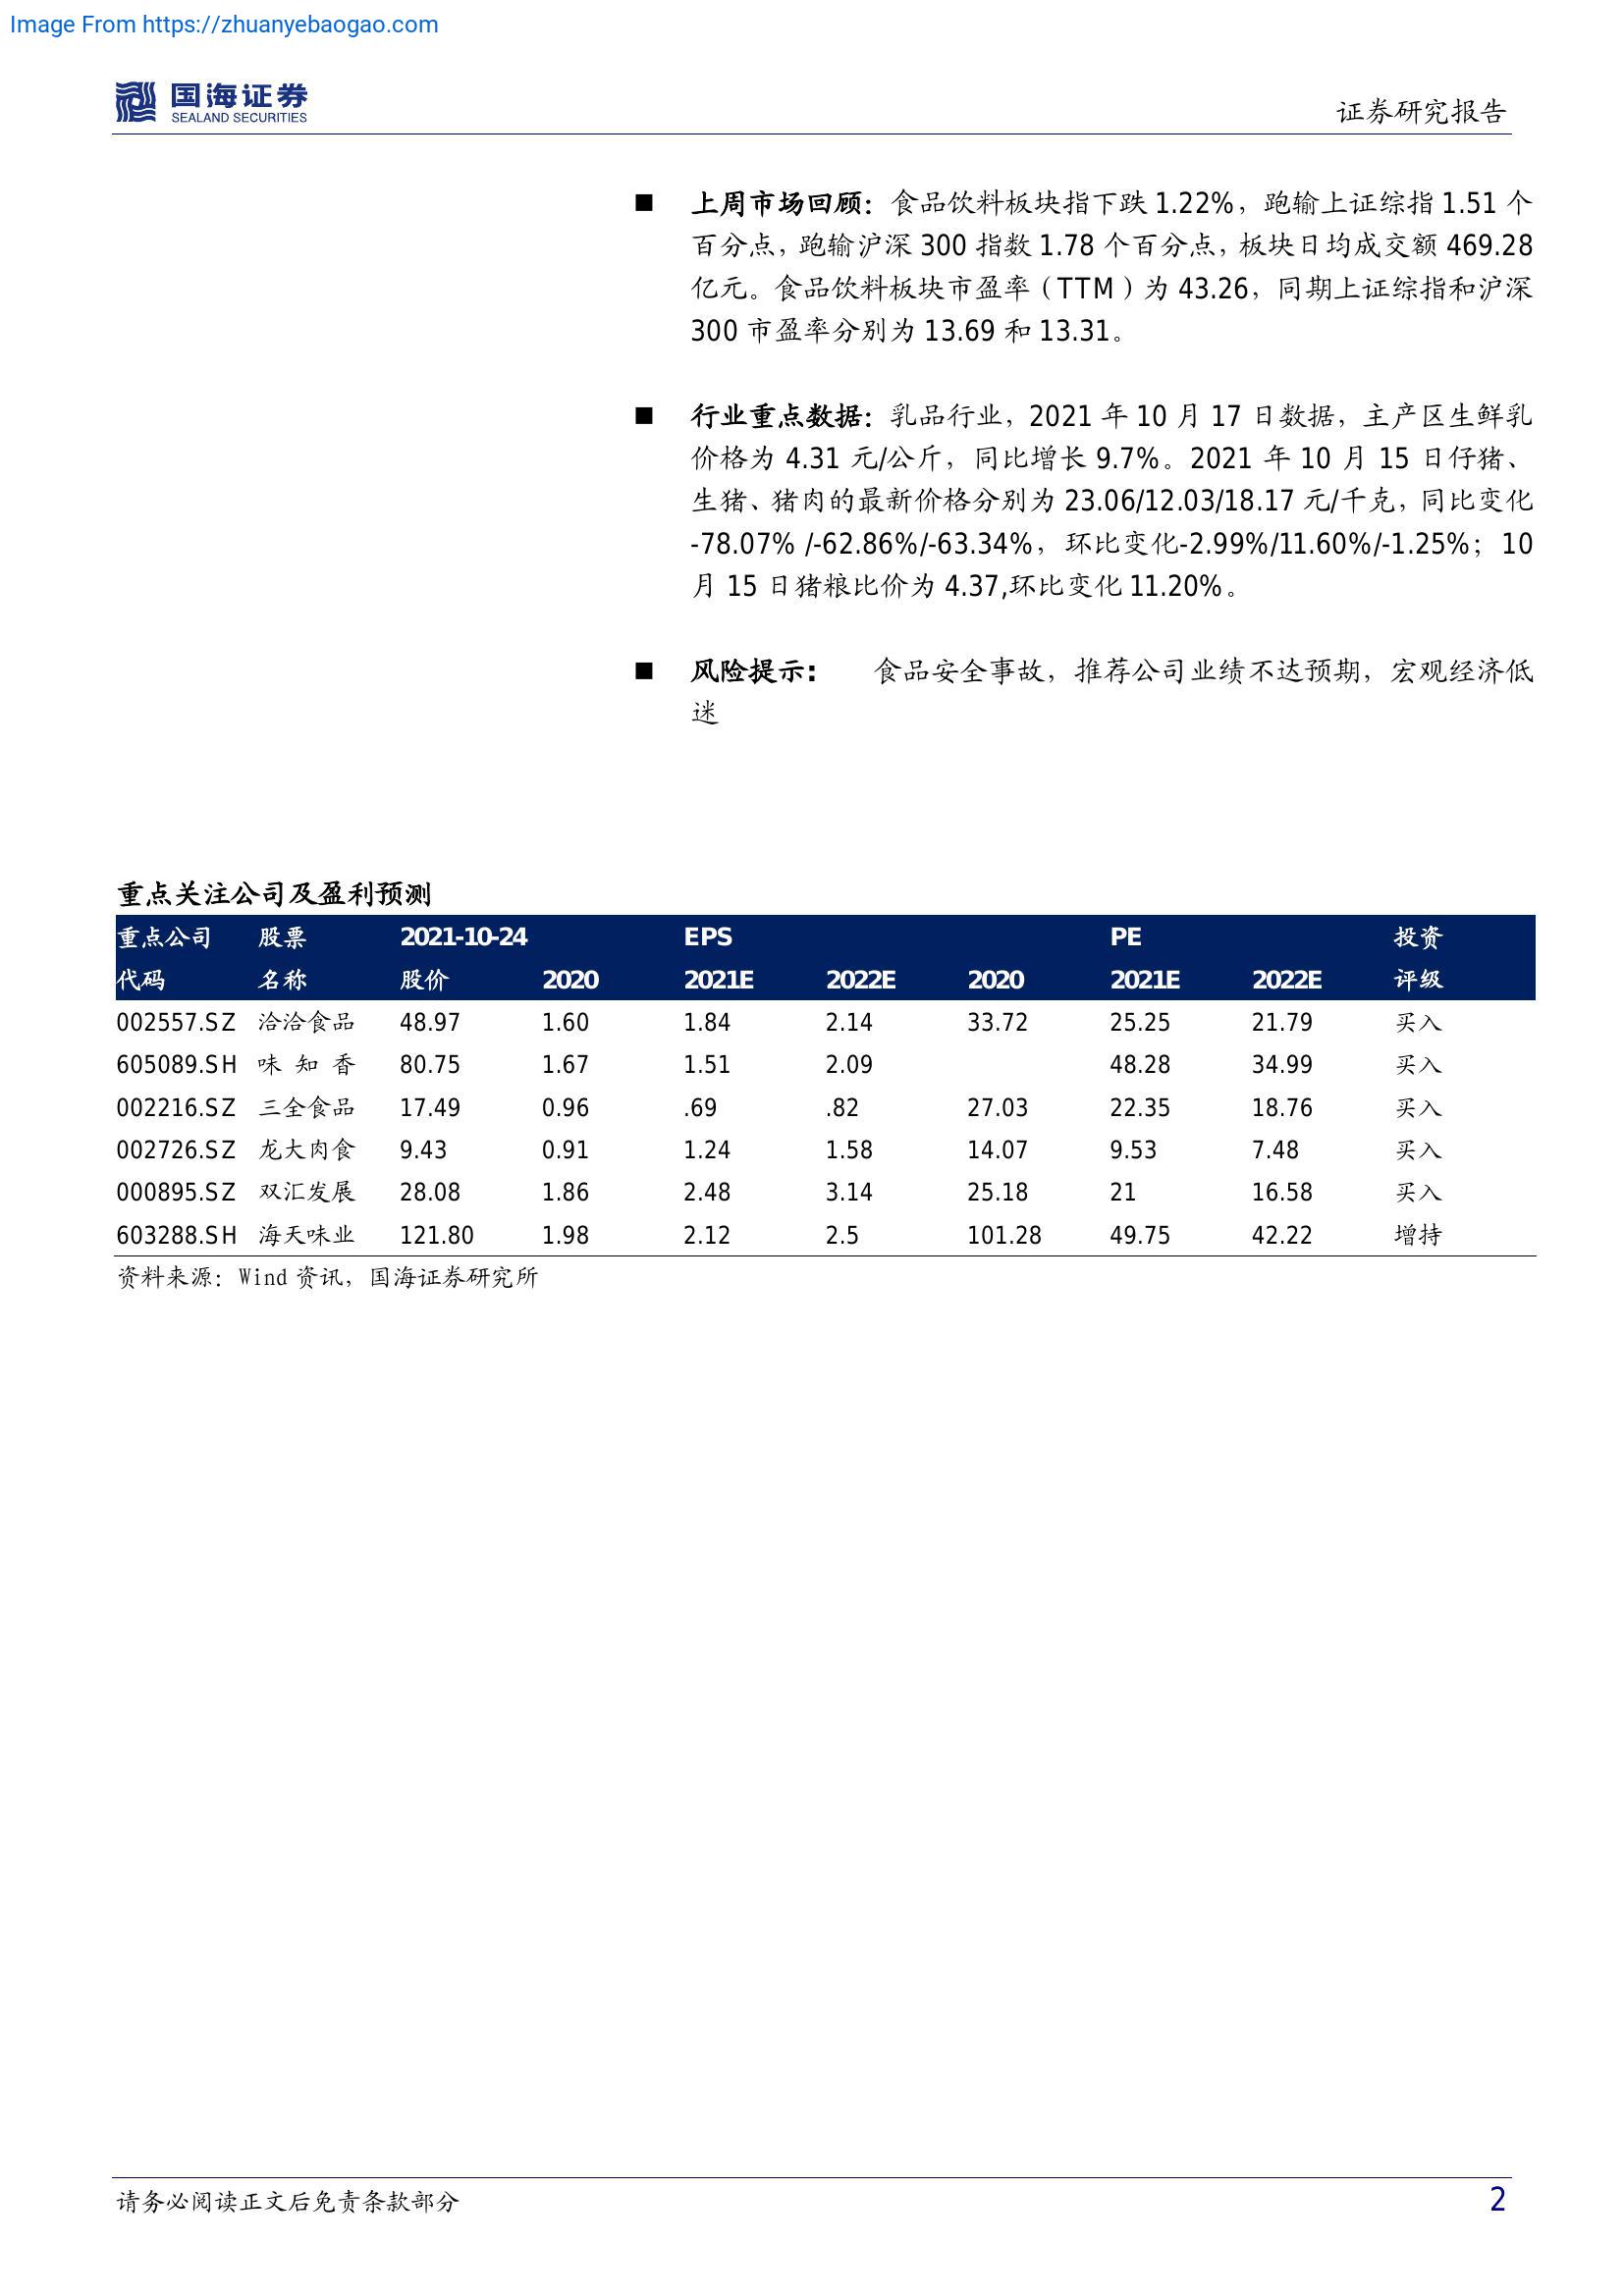 Image From https://zhuanyebaogao.com
国海证券
SEALAND SECURITIES
证券研究报告
■ 上周市场回顾：食品饮料板块指下跌 1.22%，跑输上证综指 1.51 个
百分点，跑输沪深 300 指数 1.78 个百分点，板块日均成交额 469.28
亿元。食品饮料板块市盈率（TTM）为 43.26，同期上证综指和沪深
300 市盈率分别为 13.69 和 13.31。
■ 行业重点数据：乳品行业，2021 年 10 月 17 日数据，主产区生鲜乳
价格为 4.31 元/公斤，同比增长 9.7%。2021 年 10 月 15 日仔猪、
生猪、猪肉的最新价格分别为 23.06/12.03/18.17 元/千克，同比变化
-78.07% /-62.86%/-63.34%，环比变化-2.99%/11.60%/-1.25%；10
月 15 日猪粮比价为 4.37,环比变化 11.20%。
■ 风险提示： 食品安全事故，推荐公司业绩不达预期，宏观经济低
迷
重点关注公司及盈利预测
重点公司 股票 2021-10-24 EPS PE 投资
代码 名称 股价 2020 2021E 2022E 2020 2021E 2022E 评级
002557.SZ 洽洽食品 48.97 1.60 1.84 2.14 33.72 25.25 21.79 买入
605089.SH 味 知 香 80.75 1.67 1.51 2.09 48.28 34.99 买入
002216.SZ 三全食品 17.49 0.96 .69 .82 27.03 22.35 18.76 买入
002726.SZ 龙大肉食 9.43 0.91 1.24 1.58 14.07 9.53 7.48 买入
000895.SZ 双汇发展 28.08 1.86 2.48 3.14 25.18 21 16.58 买入
603288.SH 海天味业 121.80 1.98 2.12 2.5 101.28 49.75 42.22 增持
资料来源：Wind 资讯，国海证券研究所
请务必阅读正文后免责条款部分 2